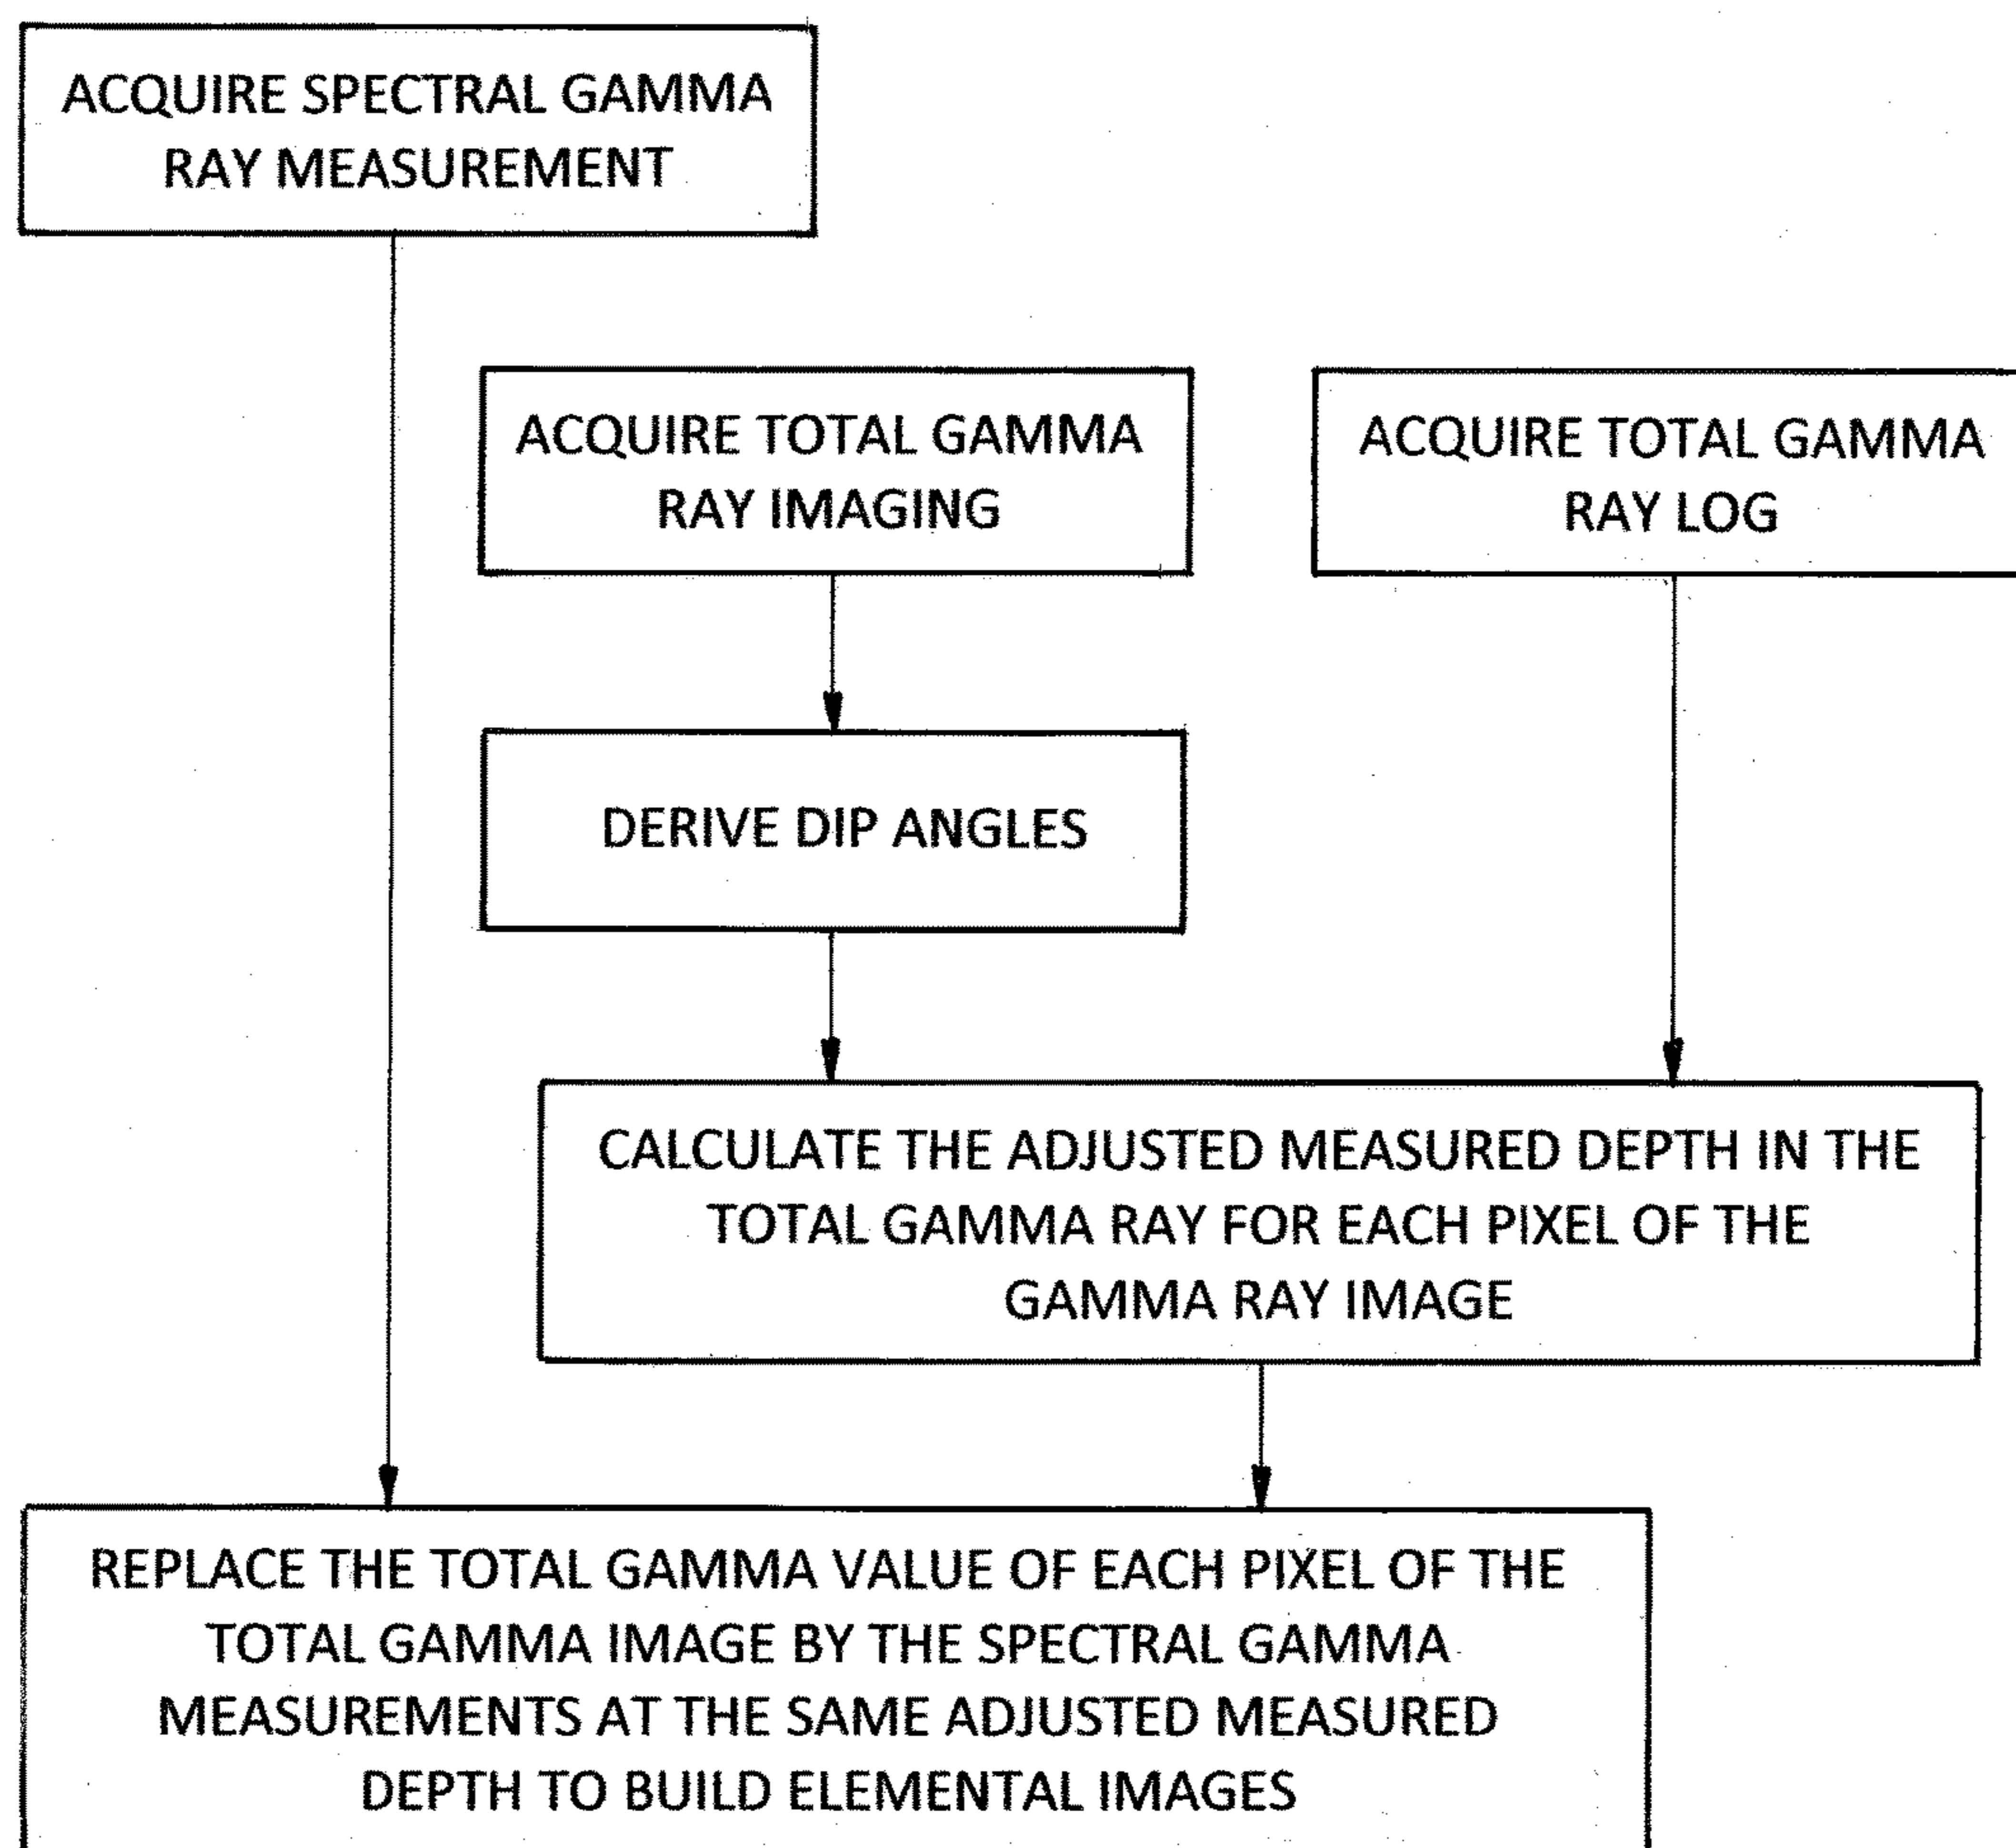 ACQUIRE SPECTRAL GAMMA
RAY MEASUREMENT
ACQUIRE TOTAL GAMMA
RAY IMAGING
ACQUIRE TOTAL GAMMA
RAY LOG
DERIVE DIP ANGLES
CALCULATE THE ADJUSTED MEASURED DEPTH IN THE
TOTAL GAMMA RAY FOR EACH PIXEL OF THE
GAMMA RAY IMAGE
REPLACE THE TOTAL GAMMA VALUE OF EACH PIXEL OF THE
TOTAL GAMMA IMAGE BY THE SPECTRAL GAMMA
MEASUREMENTS AT THE SAME ADJUSTED MEASURED
DEPTH TO BUILD ELEMENTAL IMAGES